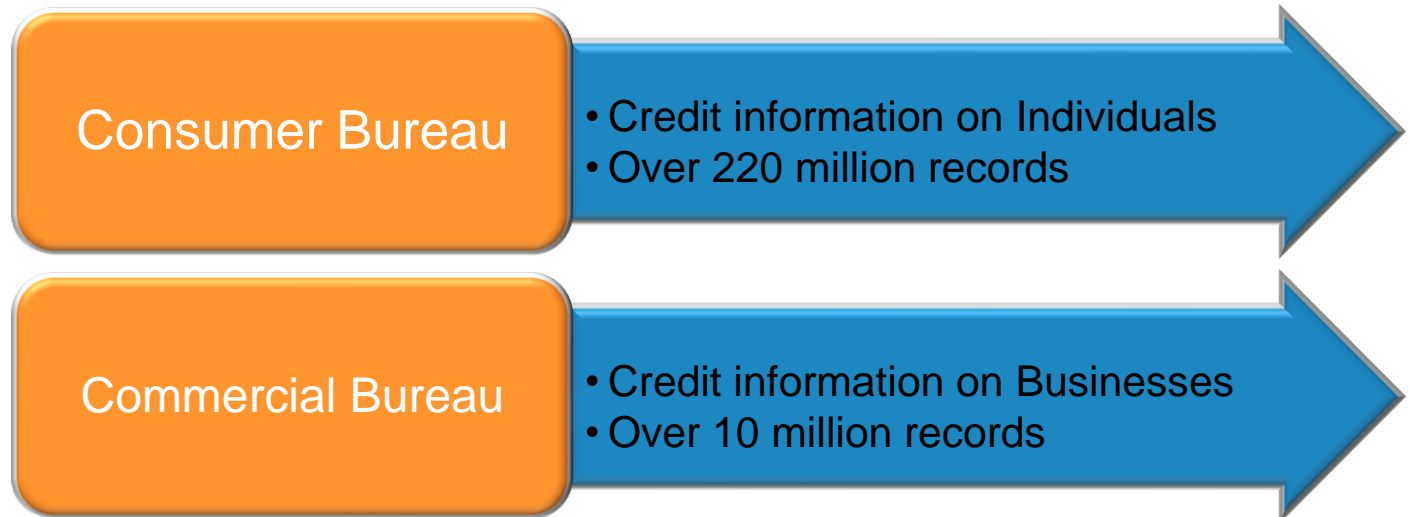 Consumer Bureau
• Credit information on Individuals
• Over 220 million records
Commercial Bureau
• Credit information on Businesses
• Over 10 million records